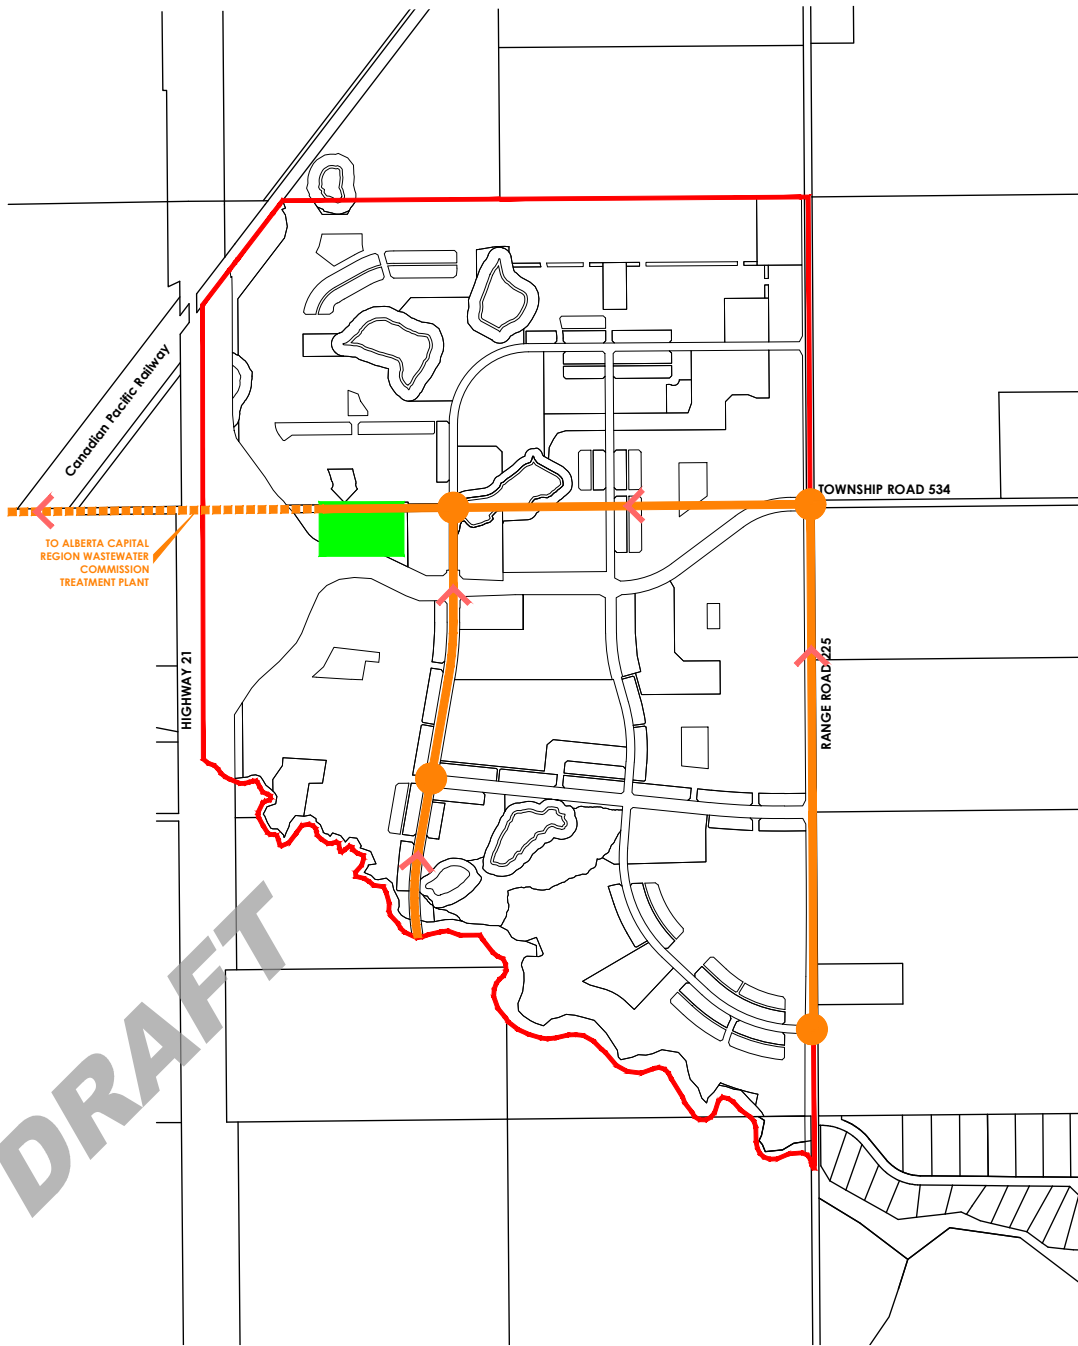 Canadian Pacific Railway
TOWNSHIP ROAD 534
TO ALBERTA CAPITAL
REGION WASTEWATER
COMMISSION
TREATMENT PLANT
HIGHWAY 21
RANGE ROAD 225
DRAFT